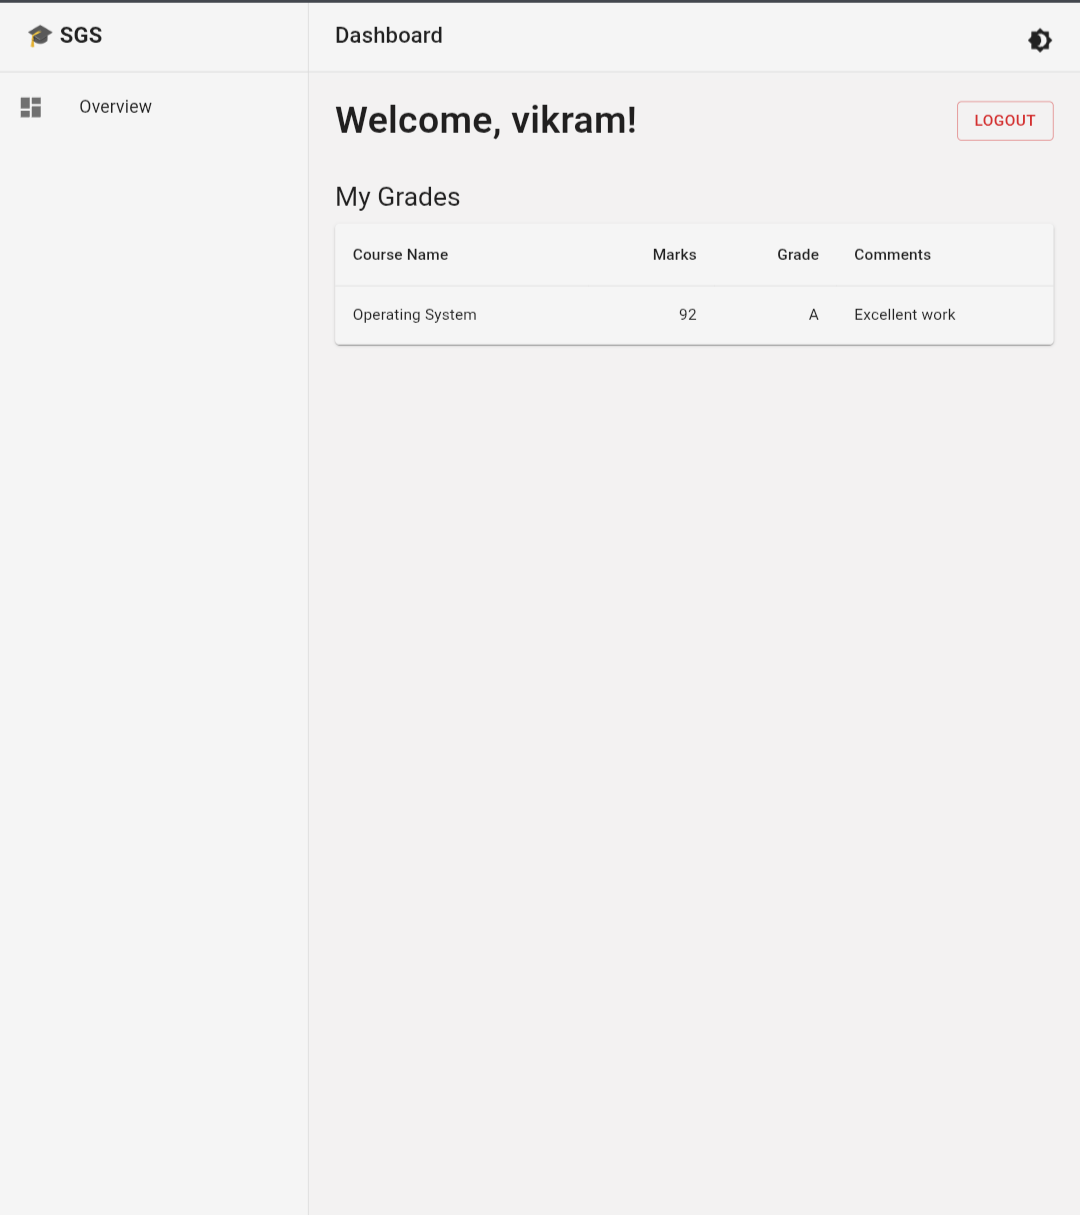 🎓 SGS
Dashboard
Overview
Welcome, vikram!
LOGOUT
My Grades
Course Name Marks Grade Comments
Operating System 92 A Excellent work